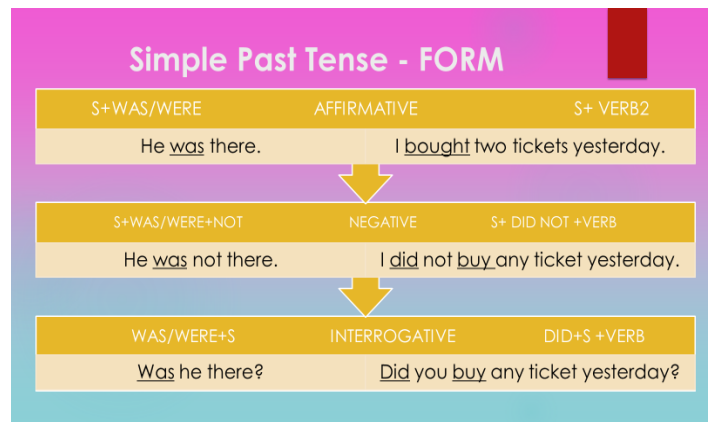 Simple Past Tense - FORM
S+WAS/WERE AFFIRMATIVE S+ VERB2
He was there. I bought two tickets yesterday.
S+WAS/WERE+NOT NEGATIVE S+ DID NOT +VERB
He was not there. I did not buy any ticket yesterday.
WAS/WERE+S INTERROGATIVE DID+S +VERB
Was he there? Did you buy any ticket yesterday?